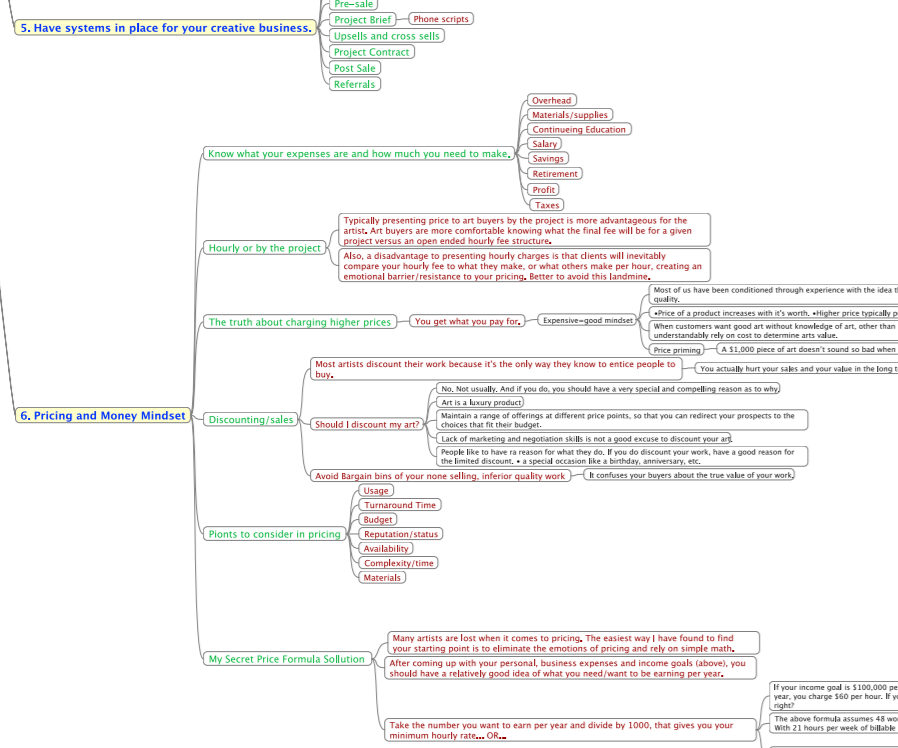 Pre-sale
5. Have systems in place for your creative business.
Project Brief
Phone scripts
Upsells and cross sells
Project Contract
Post Sale
Referrals
6. Pricing and Money Mindset
Know what your expenses are and how much you need to make.
Overhead
Materials/supplies
Continueing Education
Salary
Savings
Retirement
Profit
Taxes
Hourly or by the project
Typically presenting price to art buyers by the project is more advantageous for the
artist. Art buyers are more comfortable knowing what the final fee will be for a given
project versus an open ended hourly fee structure.
Also, a disadvantage to presenting hourly charges is that clients will inevitably
compare your hourly fee to what they make, or what others make per hour, creating an
emotional barrier/resistance to your pricing. Better to avoid this landmine.
The truth about charging higher prices
You get what you pay for.
Expensive=good mindset
Most of us have been conditioned through experience with the idea
quality.
•Price of a product increases with it's worth. •Higher price typically
When customers want good art without knowledge of art, other than
understandably rely on cost to determine arts value.
Price priming
A $1,000 piece of art doesn't sound so bad when
Discounting/sales
Most artists discount their work because it's the only way they know to entice people to
buy.
You actually hurt your sales and your value in the long
Should I discount my art?
No. Not usually. And if you do, you should have a very special and compelling reason as to why.
Art is a luxury product
Maintain a range of offerings at different price points, so that you can redirect your prospects to the
choices that fit their budget.
Lack of marketing and negotiation skills is not a good excuse to discount your art.
People like to have ra reason for what they do. If you do discount your work, have a good reason for
the limited discount. • a special occasion like a birthday, anniversary, etc.
Avoid Bargain bins of your none selling, inferior quality work
It confuses your buyers about the true value of your work.
Pionts to consider in pricing
Usage
Turnaround Time
Budget
Reputation/status
Availability
Complexity/time
Materials
My Secret Price Formula Sollution
Many artists are lost when it comes to pricing. The easiest way I have found to find
your starting point is to eliminate the emotions of pricing and rely on simple math.
After coming up with your personal, business expenses and income goals (above), you
should have a relatively good idea of what you need/want to be earning per year.
Take the number you want to earn per year and divide by 1000, that gives you your
minimum hourly rate... OR...
If your income goal is $100,000
year, you charge $60 per hour. If
right?
The above formula assumes 48
With 21 hours per week of billable